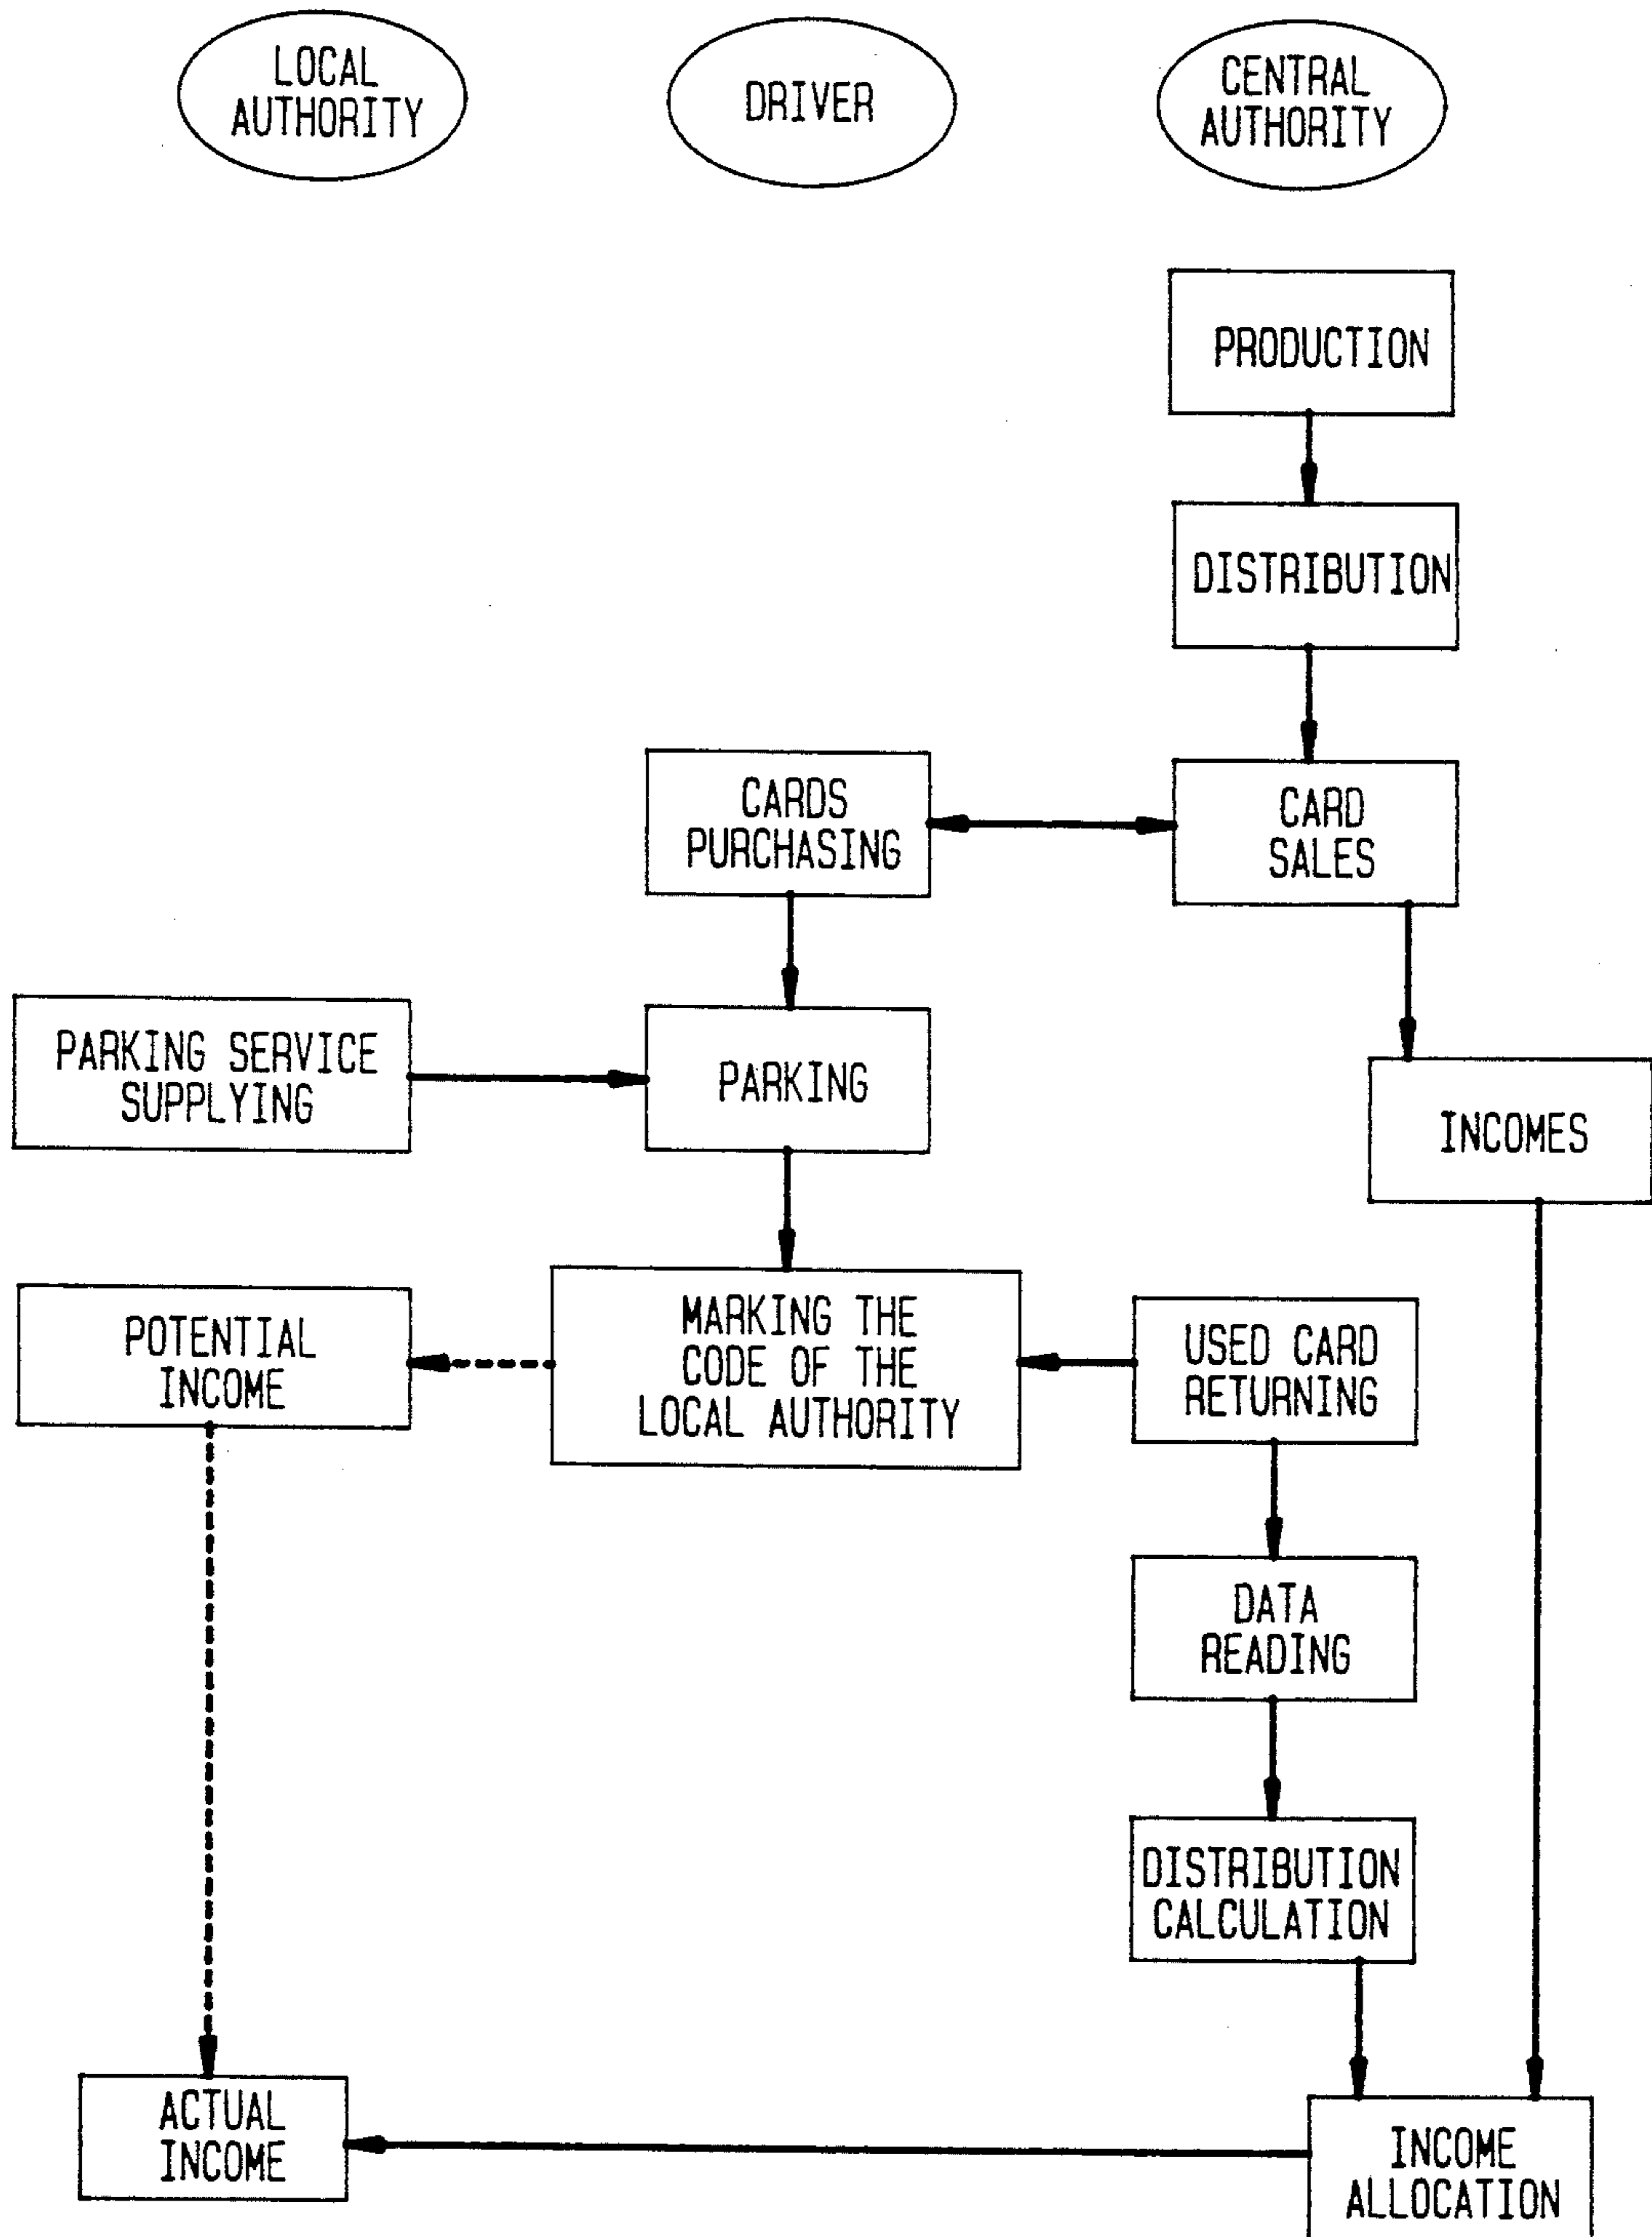 LOCAL
AUTHORITY
DRIVER
CENTRAL
AUTHORITY
PRODUCTION
DISTRIBUTION
CARDS
PURCHASING
CARD
SALES
PARKING SERVICE
SUPPLYING
PARKING
INCOMES
POTENTIAL
INCOME
MARKING THE
CODE OF THE
LOCAL AUTHORITY
USED CARD
RETURNING
DATA
READING
DISTRIBUTION
CALCULATION
ACTUAL
INCOME
INCOME
ALLOCATION